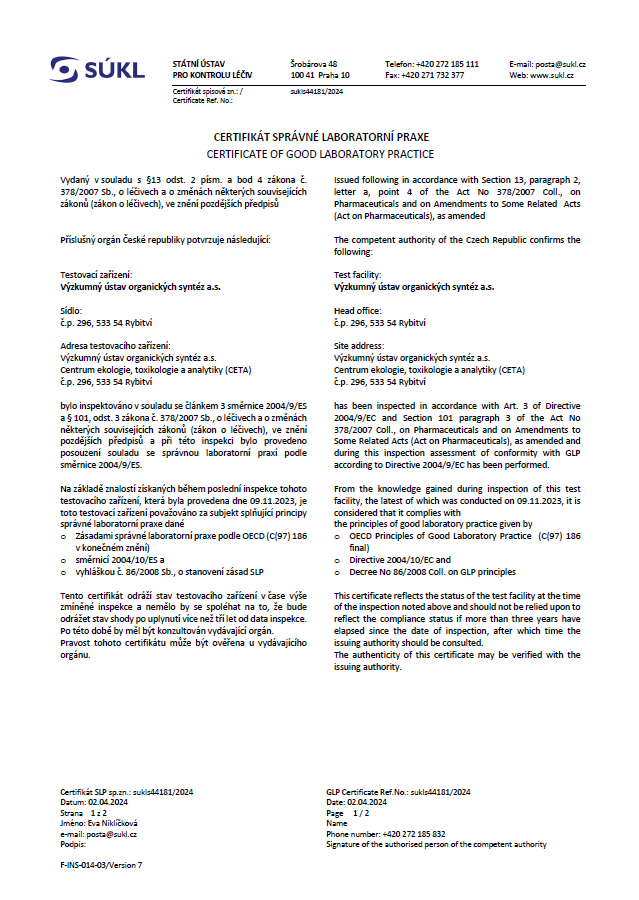 SÚKL
STÁTNÍ ÚSTAV
PRO KONTROLU LÉČIV
Šrobárova 48
100 41 Praha 10
Telefon: +420 272 185 111
Fax: +420 271 732 377
E-mail: posta@sukl.cz
Web: www.sukl.cz
Certifikát spisová zn.: /
Certificate Ref. No.:
sukls44181/2024
CERTIFIKÁT SPRÁVNÉ LABORATORNÍ PRAXE
CERTIFICATE OF GOOD LABORATORY PRACTICE
Vydaný v souladu s §13 odst. 2 písm. a bod 4 zákona č.
378/2007 Sb., o léčivech a o změnách některých souvisejících
zákonů (zákon o léčivech), ve znění pozdějších předpisů
Příslušný orgán České republiky potvrzuje následující:
Testovací zařízení:
Výzkumný ústav organických syntéz a.s.
Sídlo:
č.p. 296, 533 54 Rybitví
Adresa testovacího zařízení:
Výzkumný ústav organických syntéz a.s.
Centrum ekologie, toxikologie a analytiky (CETA)
č.p. 296, 533 54 Rybitví
bylo inspektováno v souladu se článkem 3 směrnice 2004/9/ES
a § 101, odst. 3 zákona č. 378/2007 Sb., o léčivech a o změnách
některých souvisejících zákonů (zákon o léčivech), ve znění
pozdějších předpisů a při této inspekci bylo provedeno
posouzení souladu se správnou laboratorní praxí podle
směrnice 2004/9/ES.
Na základě znalostí získaných během poslední inspekce tohoto
testovacího zařízení, která byla provedena dne 09.11.2023, je
toto testovací zařízení považováno za subjekt splňující principy
správné laboratorní praxe dané
o Zásadami správné laboratorní praxe podle OECD (C(97) 186
v konečném znění)
o směrnicí 2004/10/ES a
o vyhláškou č. 86/2008 Sb., o stanovení zásad SLP
Tento certifikát odráží stav testovacího zařízení v čase výše
zmíněné inspekce a nemělo by se spoléhat na to, že bude
odrážet stav shody po uplynutí více než tří let od data inspekce.
Po této době by měl být konzultován vydávající orgán.
Pravost tohoto certifikátu může být ověřena u vydávajícího
orgánu.
Issued following in accordance with Section 13, paragraph 2,
letter a, point 4 of the Act No 378/2007 Coll., on
Pharmaceuticals and on Amendments to Some Related Acts
(Act on Pharmaceuticals), as amended
The competent authority of the Czech Republic confirms the
following:
Test facility:
Výzkumný ústav organických syntéz a.s.
Head office:
č.p. 296, 533 54 Rybitví
Site address:
Výzkumný ústav organických syntéz a.s.
Centrum ekologie, toxikologie a analytiky (CETA)
č.p. 296, 533 54 Rybitví
has been inspected in accordance with Art. 3 of Directive
2004/9/EC and Section 101 paragraph 3 of the Act No
378/2007 Coll., on Pharmaceuticals and on Amendments to
Some Related Acts (Act on Pharmaceuticals), as amended and
during this inspection assessment of conformity with GLP
according to Directive 2004/9/EC has been performed.
From the knowledge gained during inspection of this test
facility, the latest of which was conducted on 09.11.2023, it is
considered that it complies with
the principles of good laboratory practice given by
o OECD Principles of Good Laboratory Practice (C(97) 186
final)
o Directive 2004/10/EC and
o Decree No 86/2008 Coll. on GLP principles
This certificate reflects the status of the test facility at the time
of the inspection noted above and should not be relied upon to
reflect the compliance status if more than three years have
elapsed since the date of inspection, after which time the
issuing authority should be consulted.
The authenticity of this certificate may be verified with the
issuing authority.
Certifikát SLP sp.zn.: sukls44181/2024
Datum: 02.04.2024
Strana 1 z 2
Jméno: Eva Niklíčková
e-mail: posta@sukl.cz
Podpis:
GLP Certificate Ref.No.: sukls44181/2024
Date: 02.04.2024
Page 1 / 2
Name
Phone number: +420 272 185 832
Signature of the authorised person of the competent authority
F-INS-014-03/Version 7